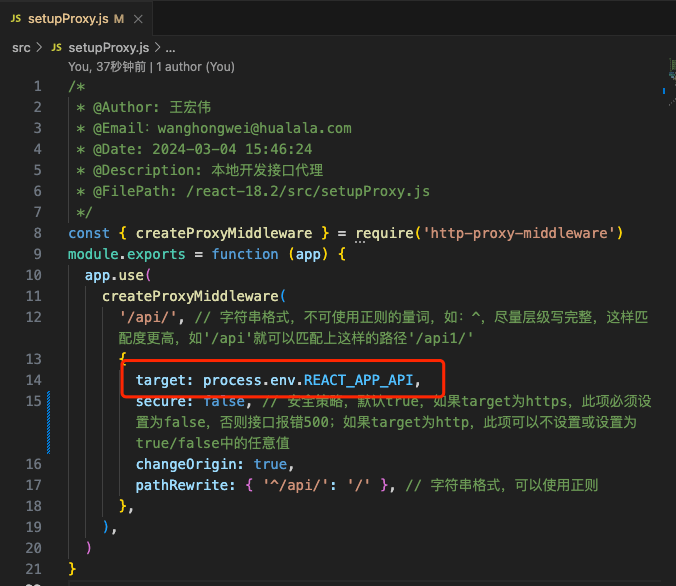 JS setupProxy.js M ×
src > JS setupProxy.js > ...
You, 37秒钟前 | 1 author (You)
1 /*
2 * @Author: 王宏伟
3 * @Email: wanghongwei@hualala.com
4 * @Date: 2024-03-04 15:46:24
5 * @Description: 本地开发接口代理
6 * @FilePath: /react-18.2/src/setupProxy.js
7 */
8 const { createProxyMiddleware } = require('http-proxy-middleware')
9 module.exports = function (app) {
10 app.use(
11 createProxyMiddleware(
12 '/api/', // 字符串格式，不可使用正则的量词，如：^，尽量层级写完整，这样匹
配度更高，如'/api'就可以匹配上这样的路径'/api1/'
13 {
14 target: process.env.REACT_APP_API,
15 secure: false, // 安全策略，默认true，如果target为https，此项必须设
置为false，否则接口报错500；如果target为http，此项可以不设置或设置为
true/false中的任意值
16 changeOrigin: true,
17 pathRewrite: { '^/api/': '/' }, // 字符串格式，可以使用正则
18 },
19 ),
20 )
21 }